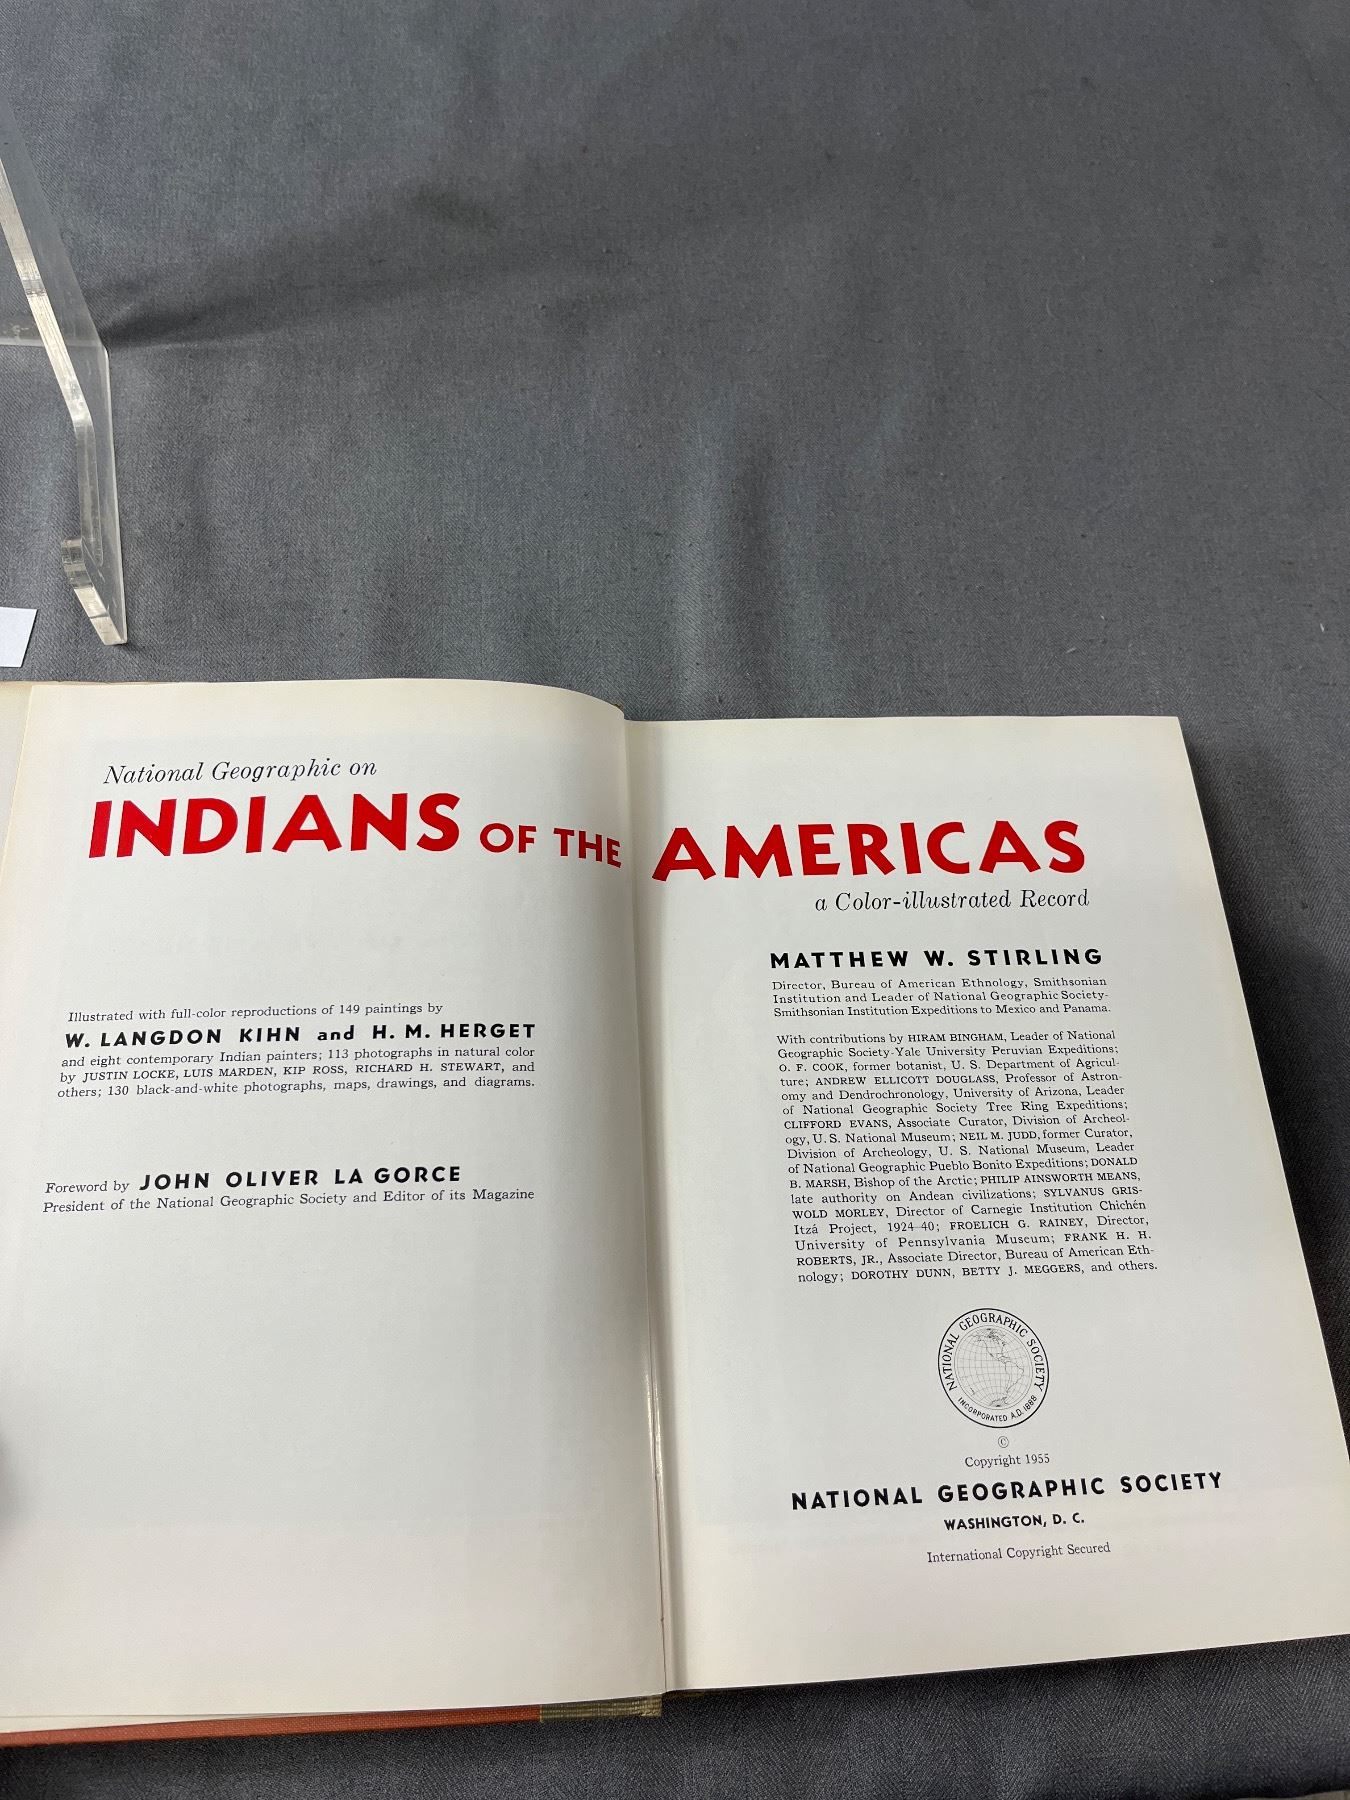 National Geographic on
INDIANS OF THE AMERICAS
a Color-illustrated Record
Illustrated with full-color reproductions of 149 paintings by
W. LANGDON KIHN and H. M. HERGET
and eight contemporary Indian painters; 113 photographs in natural color
by JUSTIN LOCKE, LUIS MARDEN, KIP ROSS, RICHARD H. STEWART, and
others; 130 black-and-white photographs, maps, drawings, and diagrams.
Foreword by JOHN OLIVER LA GORCE
President of the National Geographic Society and Editor of its Magazine
MATTHEW W. STIRLING
Director, Bureau of American Ethnology, Smithsonian
Institution and Leader of National Geographic Society-
Smithsonian Institution Expeditions to Mexico and Panama.
With contributions by HIRAM BINGHAM, Leader of National
Geographic Society-Yale University Peruvian Expeditions;
O. F. COOK, former botanist, U. S. Department of Agricul-
ture; ANDREW ELLICOTT DOUGLASS, Professor of Astron-
omy and Dendrochronology, University of Arizona, Leader
of National Geographic Society Tree Ring Expeditions;
CLIFFORD EVANS, Associate Curator, Division of Archeol-
ogy, U. S. National Museum; NEIL M. JUDD, former Curator,
Division of Archeology, U. S. National Museum, Leader
of National Geographic Pueblo Bonito Expeditions; DONALD
B. MARSH, Bishop of the Arctic; PHILIP AINSWORTH MEANS,
late authority on Andean civilizations; SYLVANUS GRIS-
WOLD MORLEY, Director of Carnegie Institution Chichén
Itzá Project, 1924-40; FROELICH G. RAINEY, Director,
University of Pennsylvania Museum; FRANK H. H.
ROBERTS, JR., Associate Director, Bureau of American Eth-
nology; DOROTHY DUNN, BETTY J. MEGGERS, and others.
NATIONAL GEOGRAPHIC SOCIETY
INCORPORATED A.D. 1888
©
Copyright 1955
NATIONAL GEOGRAPHIC SOCIETY
WASHINGTON, D. C.
International Copyright Secured